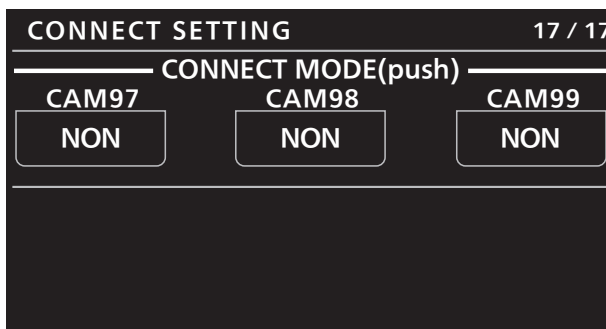 CONNECT SETTING 17 / 17
CONNECT MODE(push)
CAM97 CAM98 CAM99
NON NON NON